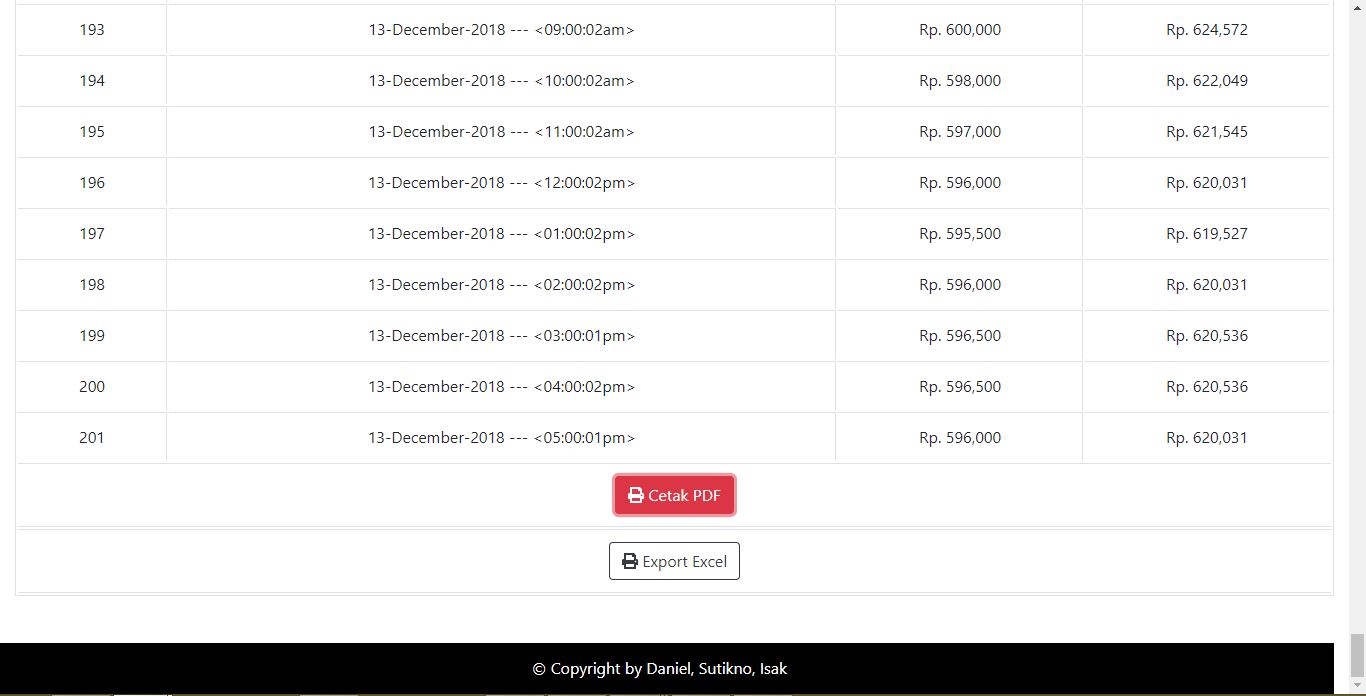 193 13-December-2018 --- <09:00:02am> Rp. 600,000 Rp. 624,572
194 13-December-2018 --- <10:00:02am> Rp. 598,000 Rp. 622,049
195 13-December-2018 --- <11:00:02am> Rp. 597,000 Rp. 621,545
196 13-December-2018 --- <12:00:02pm> Rp. 596,000 Rp. 620,031
197 13-December-2018 --- <01:00:02pm> Rp. 595,500 Rp. 619,527
198 13-December-2018 --- <02:00:02pm> Rp. 596,000 Rp. 620,031
199 13-December-2018 --- <03:00:01pm> Rp. 596,500 Rp. 620,536
200 13-December-2018 --- <04:00:02pm> Rp. 596,500 Rp. 620,536
201 13-December-2018 --- <05:00:01pm> Rp. 596,000 Rp. 620,031
Cetak PDF
Export Excel
© Copyright by Daniel, Sutikno, Isak